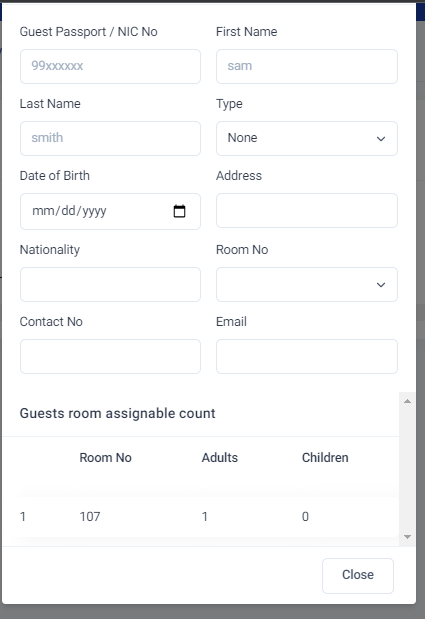 Guest Passport / NIC No First Name
99xxxxxx sam
Last Name Type
smith None
Date of Birth Address
mm/dd/yyyy
Nationality Room No
Contact No Email
Guests room assignable count
Room No Adults Children
1 107 1 0
Close